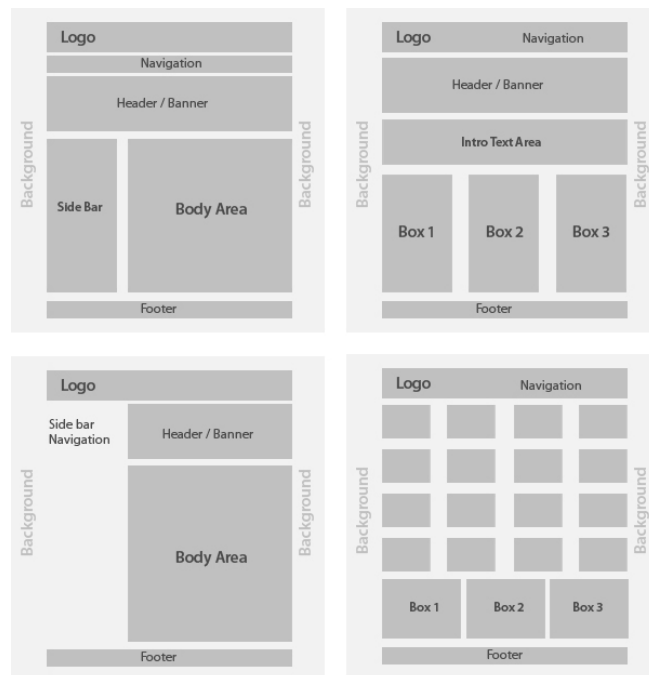 Logo
Navigation
Header / Banner
Background
Side Bar
Body Area
Background
Footer
Logo
Navigation
Header / Banner
Background
Intro Text Area
Background
Box 1
Box 2
Box 3
Footer
Logo
Side bar
Navigation
Header / Banner
Background
Body Area
Background
Footer
Logo
Navigation
Background
Background
Box 1
Box 2
Box 3
Footer